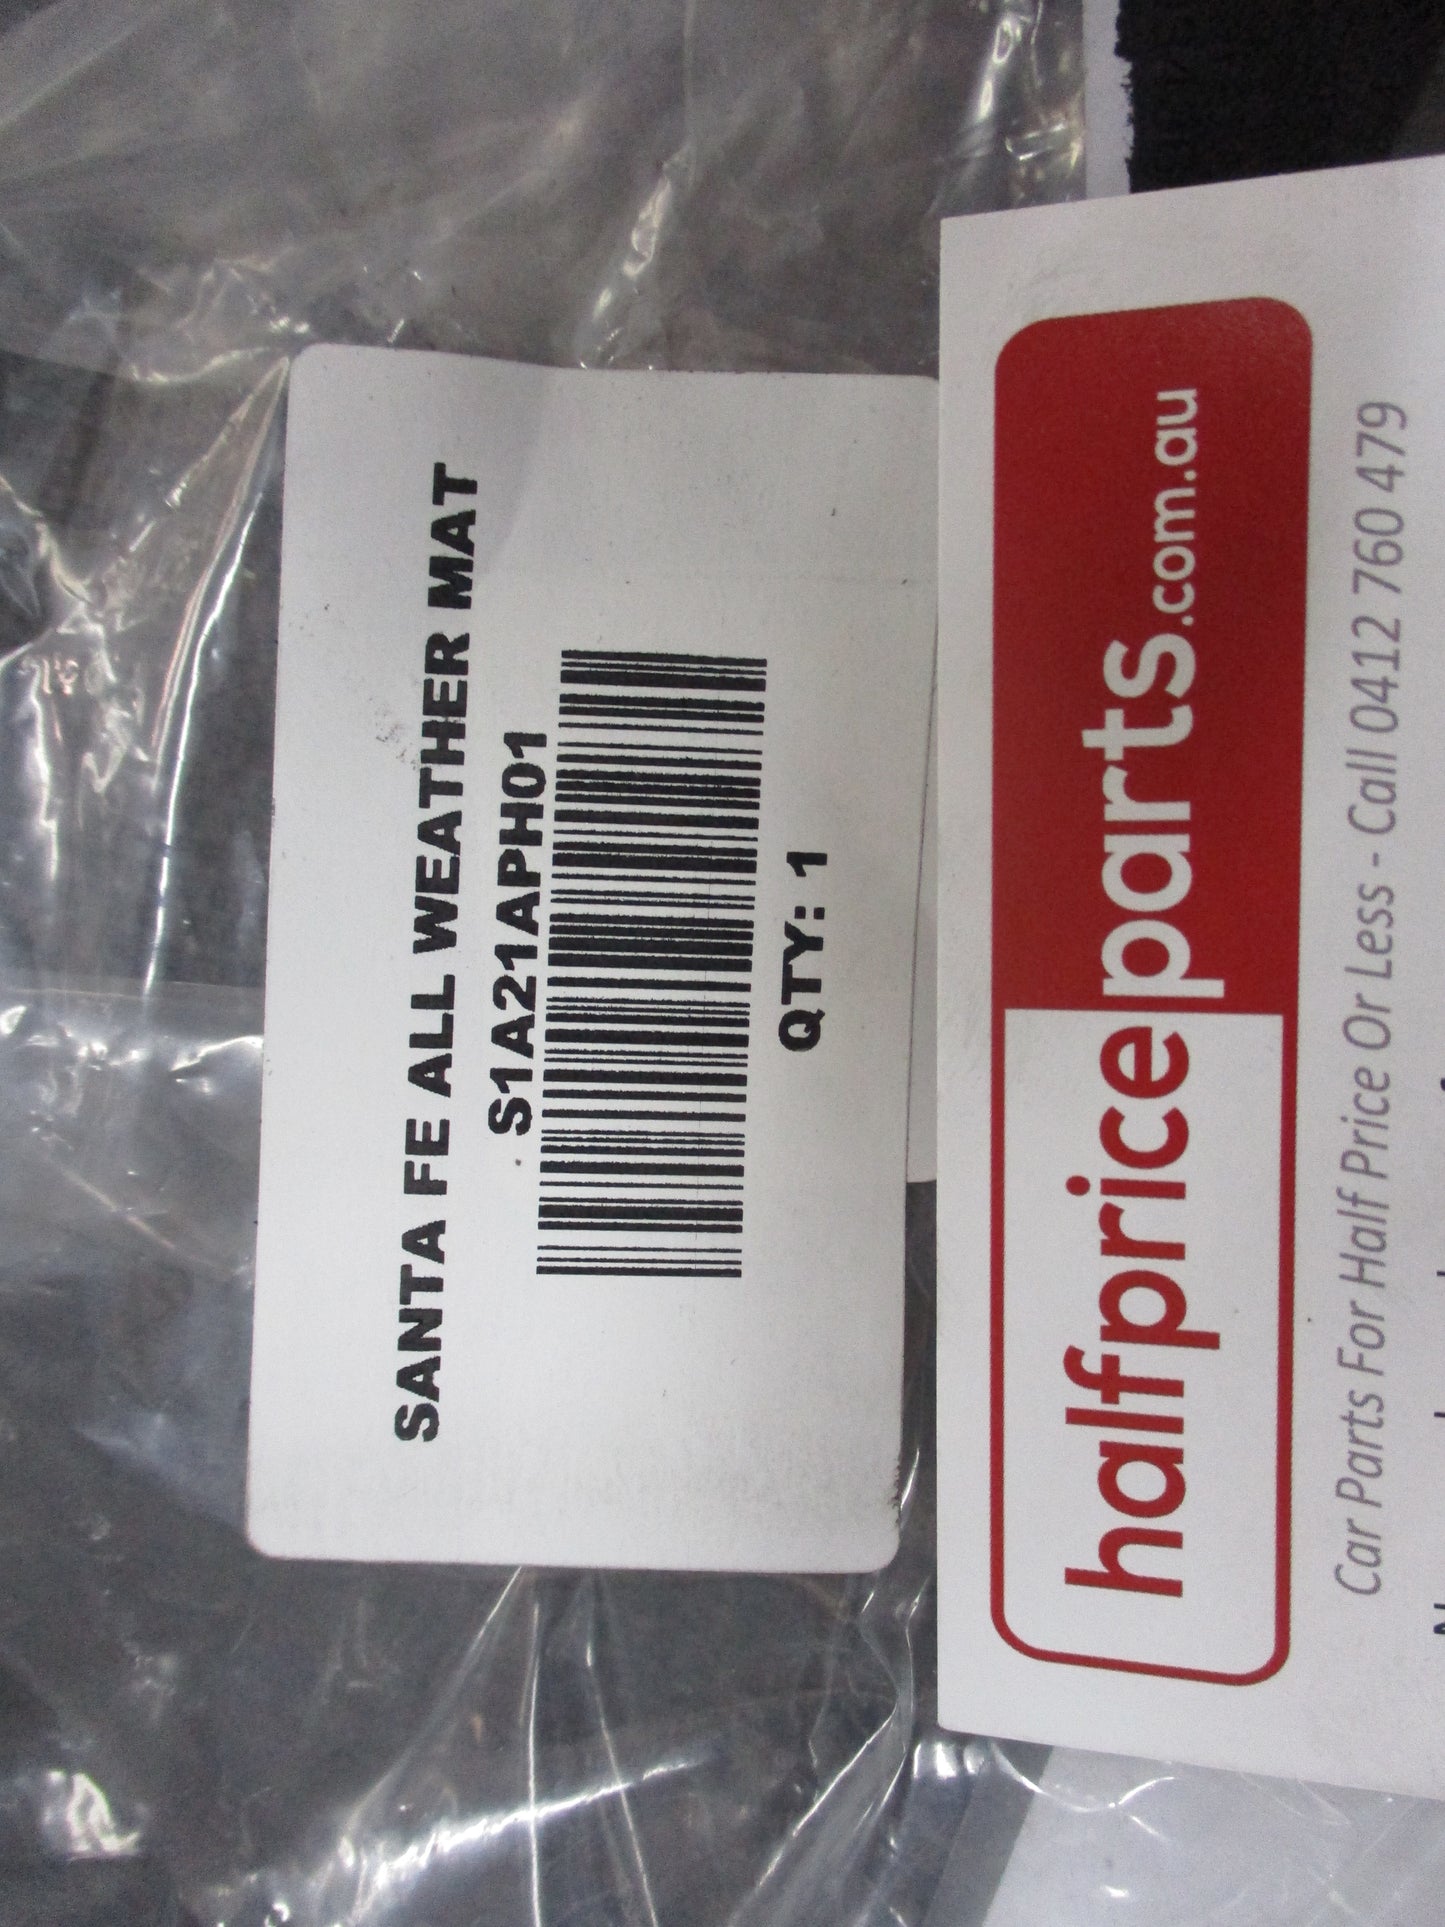 SANTA FE ALL WEATHER MAT
S1A21APH01
QTY: 1
halfpriceparts.com.au
Car Parts For Half Price Or Less - Call 0412 760 479